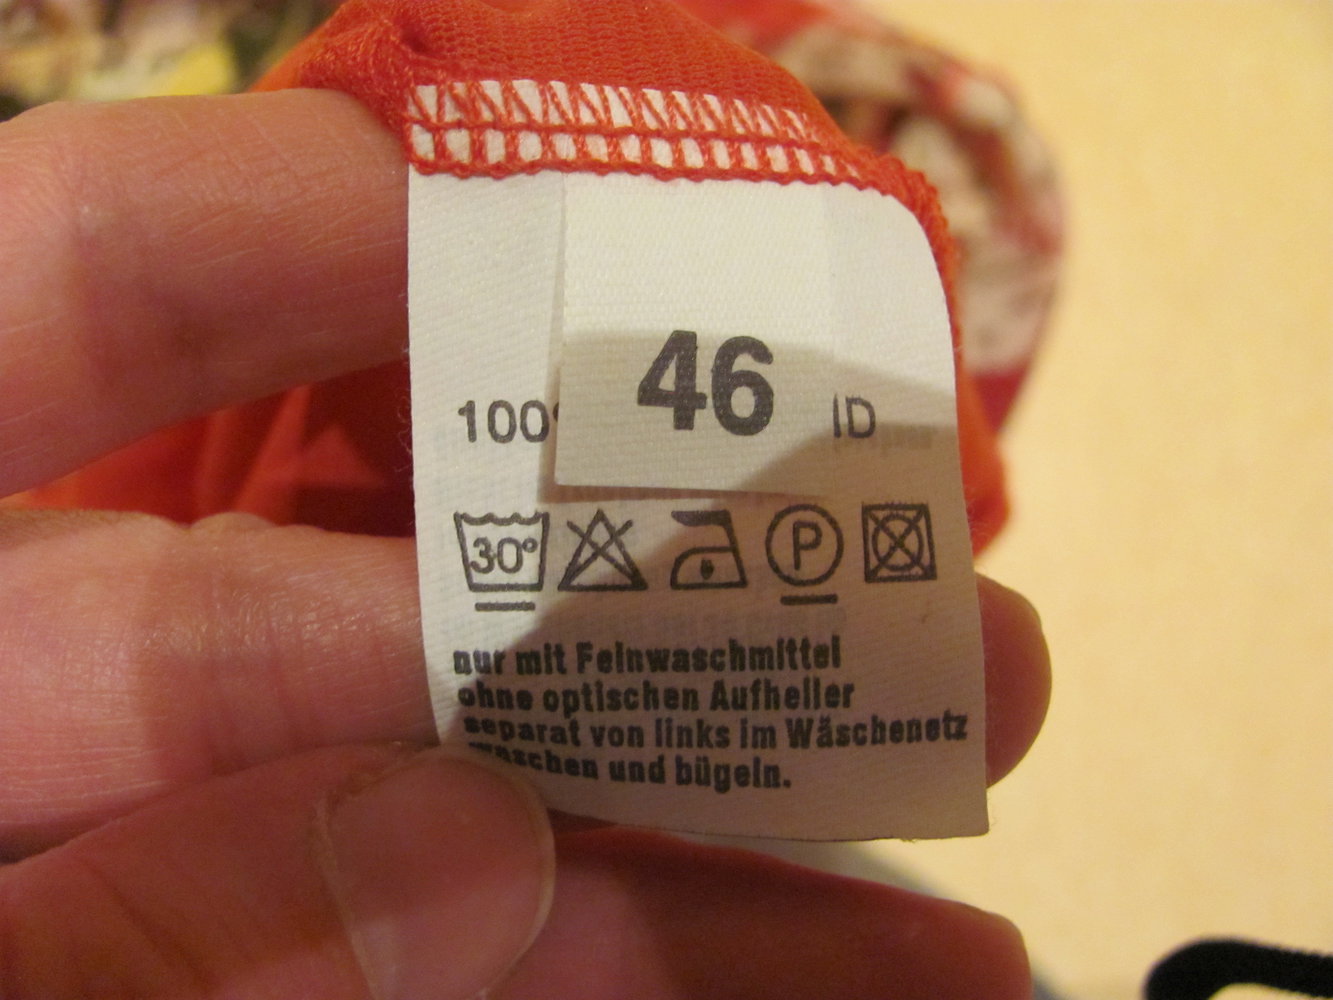 46
100 ID
30° P
nur mit Feinwaschmittel
ohne optischen Aufheller
separat von links im Wäschenetz
waschen und bügeln.